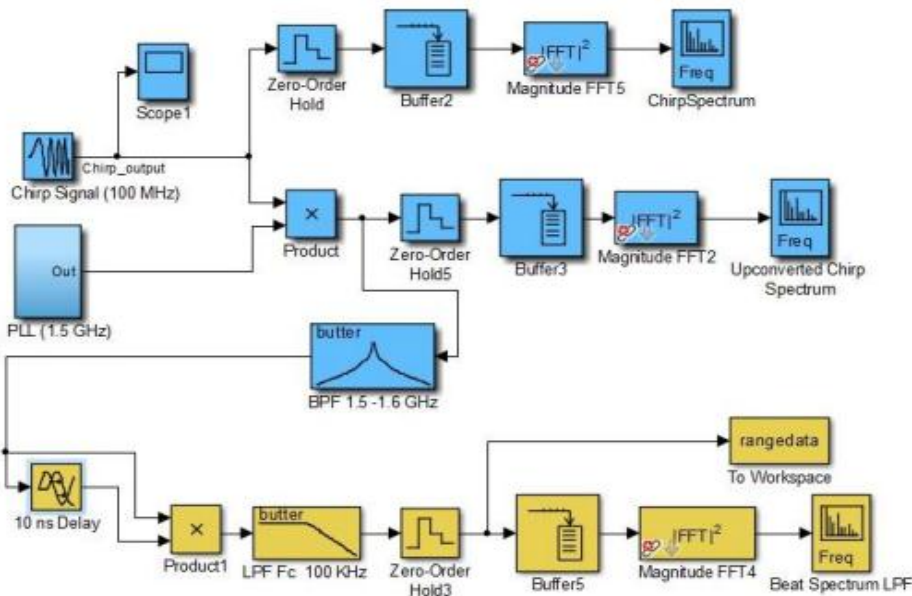 |FFT|²
Freq
Zero-Order
Hold
Buffer2
Magnitude FFT5
ChirpSpectrum
Scope1
Chirp_output
Chirp Signal (100 MHz)
×
Product
Zero-Order
Hold5
Buffer3
|FFT|²
Magnitude FFT2
Freq
Upconverted Chirp
Spectrum
Out
PLL (1.5 GHz)
butter
BPF 1.5 -1.6 GHz
rangedata
To Workspace
10 ns Delay
×
Product1
butter
LPF Fc 100 KHz
Zero-Order
Hold3
Buffer5
|FFT|²
Magnitude FFT4
Freq
Beat Spectrum LPF